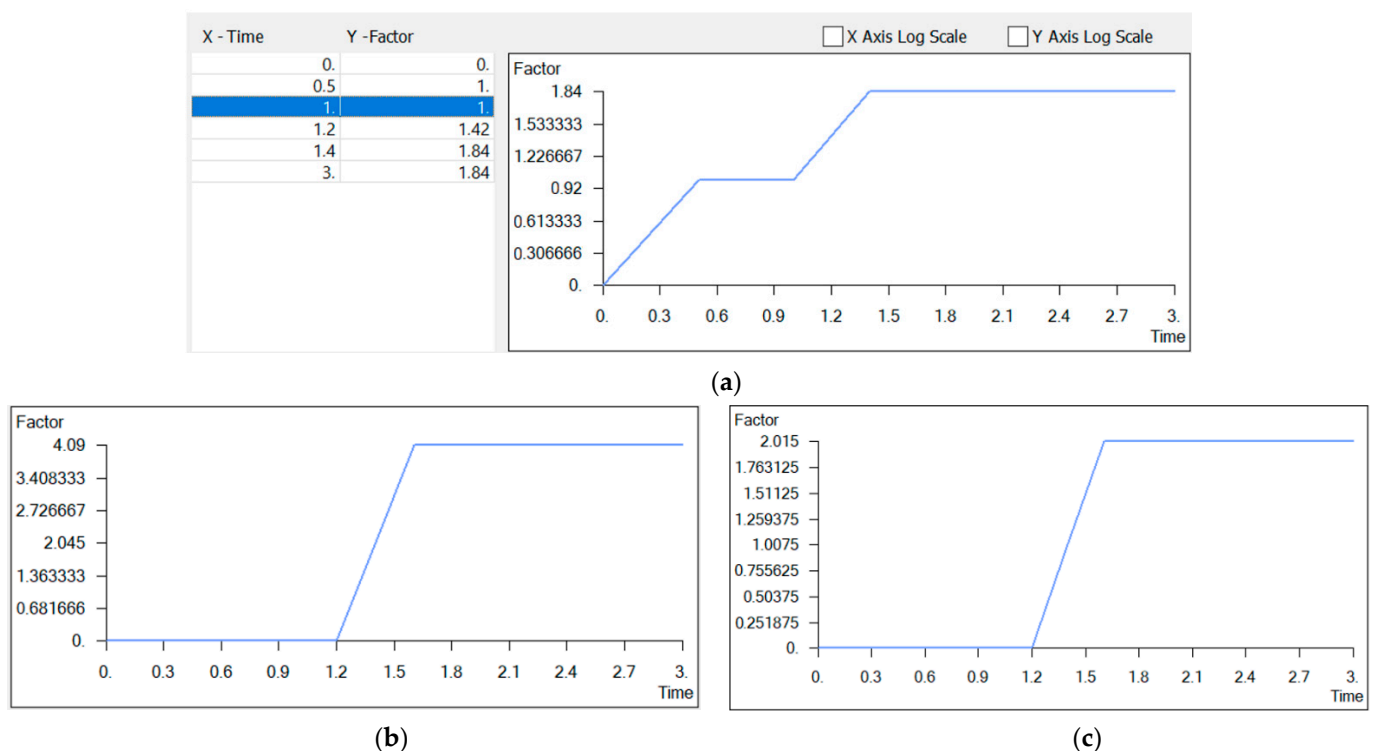 X - Time Y -Factor X Axis Log Scale Y Axis Log Scale
0. 0.
0.5 1.
1. 1.
1.2 1.42
1.4 1.84
3. 1.84
Factor
1.84
1.533333
1.226667
0.92
0.613333
0.306666
0.
0. 0.3 0.6 0.9 1.2 1.5 1.8 2.1 2.4 2.7 3.
Time
(a)
Factor
4.09
3.408333
2.726667
2.045
1.363333
0.681666
0.
0. 0.3 0.6 0.9 1.2 1.5 1.8 2.1 2.4 2.7 3.
Time
(b)
Factor
2.015
1.763125
1.51125
1.259375
1.0075
0.755625
0.50375
0.251875
0.
0. 0.3 0.6 0.9 1.2 1.5 1.8 2.1 2.4 2.7 3.
Time
(c)